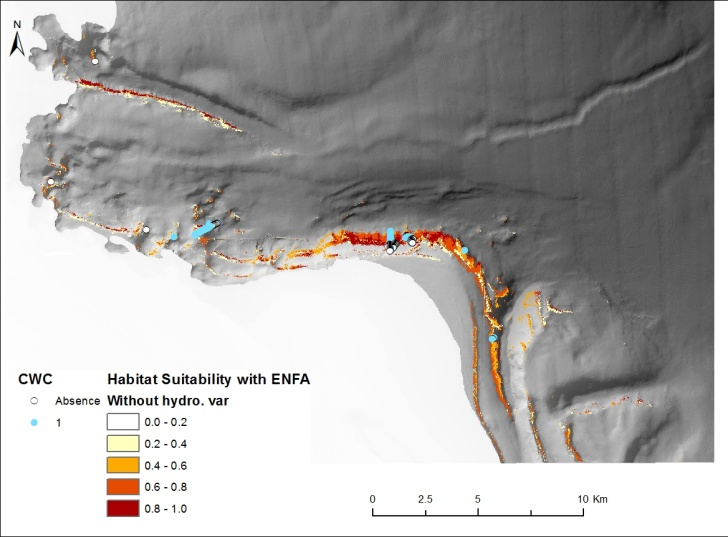 N
CWC
Absence
1
Habitat Suitability with ENFA
Without hydro. var
0.0 - 0.2
0.2 - 0.4
0.4 - 0.6
0.6 - 0.8
0.8 - 1.0
0 2.5 5 10 Km